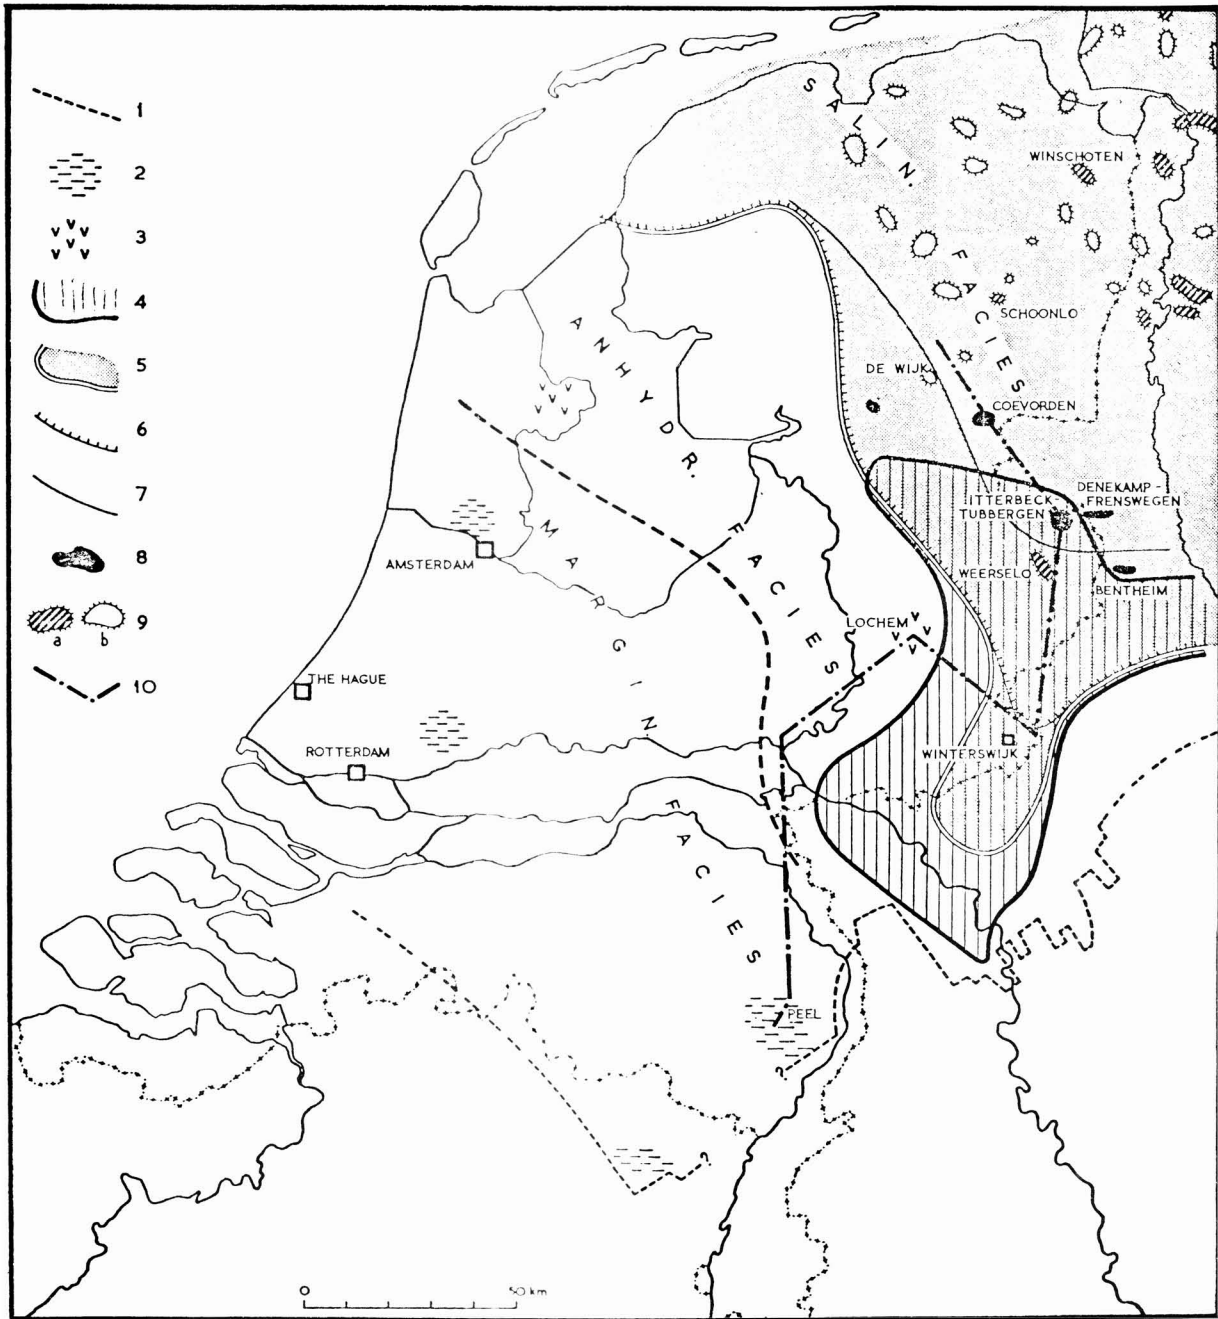 1
2
3
4
5
6
7
8
9
a
b
10
SALIN. FACIES
WINSCHOTEN
SCHOONLO
ANHYDR. FACIES
DE WIJK
COEVORDEN
DENEKAMP-
FRENSWEGEN
ITTERBECK-
TUBBERGEN
MARGIN. FACIES
AMSTERDAM
WEERSELO
BENTHEIM
LOCHEM
THE HAGUE
ROTTERDAM
WINTERSWIJK
PEEL
0
50 km